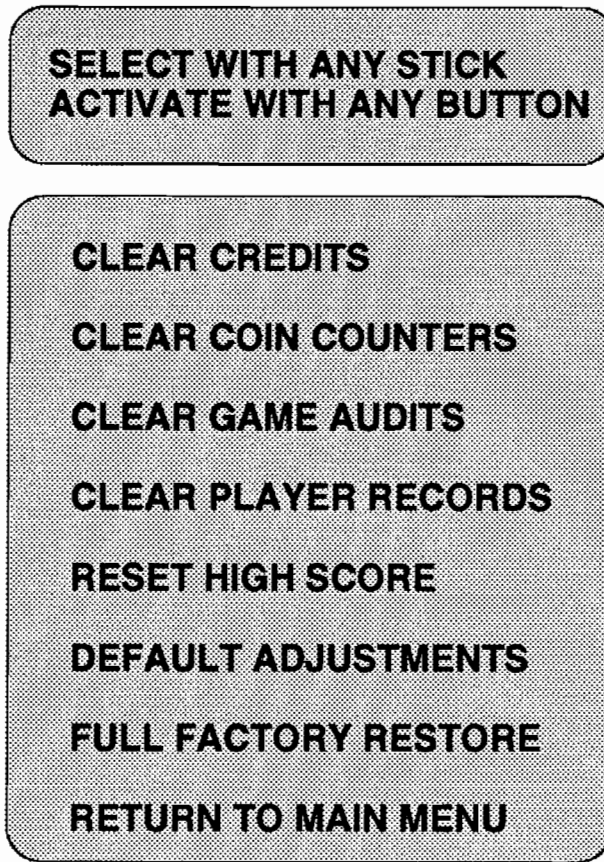 SELECT WITH ANY STICK
ACTIVATE WITH ANY BUTTON
CLEAR CREDITS
CLEAR COIN COUNTERS
CLEAR GAME AUDITS
CLEAR PLAYER RECORDS
RESET HIGH SCORE
DEFAULT ADJUSTMENTS
FULL FACTORY RESTORE
RETURN TO MAIN MENU